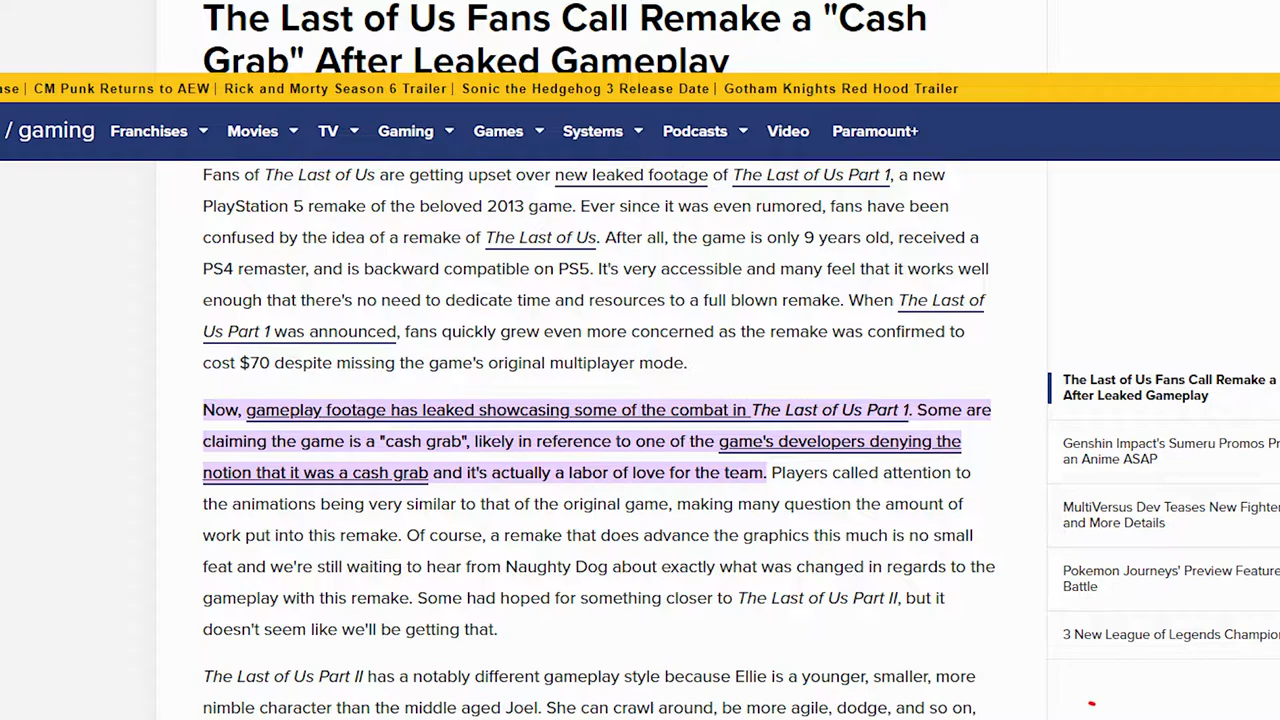 The Last of Us Fans Call Remake a "Cash
Grab" After Leaked Gameplay
ase | CM Punk Returns to AEW | Rick and Morty Season 6 Trailer | Sonic the Hedgehog 3 Release Date | Gotham Knights Red Hood Trailer
/ gaming Franchises Movies TV Gaming Games Systems Podcasts Video Paramount+
Fans of The Last of Us are getting upset over new leaked footage of The Last of Us Part 1, a new
PlayStation 5 remake of the beloved 2013 game. Ever since it was even rumored, fans have been
confused by the idea of a remake of The Last of Us. After all, the game is only 9 years old, received a
PS4 remaster, and is backward compatible on PS5. It's very accessible and many feel that it works well
enough that there's no need to dedicate time and resources to a full blown remake. When The Last of
Us Part 1 was announced, fans quickly grew even more concerned as the remake was confirmed to
cost $70 despite missing the game's original multiplayer mode.
Now, gameplay footage has leaked showcasing some of the combat in The Last of Us Part 1. Some are
claiming the game is a "cash grab", likely in reference to one of the game's developers denying the
notion that it was a cash grab and it's actually a labor of love for the team. Players called attention to
the animations being very similar to that of the original game, making many question the amount of
work put into this remake. Of course, a remake that does advance the graphics this much is no small
feat and we're still waiting to hear from Naughty Dog about exactly what was changed in regards to the
gameplay with this remake. Some had hoped for something closer to The Last of Us Part II, but it
doesn't seem like we'll be getting that.
The Last of Us Part II has a notably different gameplay style because Ellie is a younger, smaller, more
nimble character than the middle aged Joel. She can crawl around, be more agile, dodge, and so on,
The Last of Us Fans Call Remake a
After Leaked Gameplay
Genshin Impact's Sumeru Promos Pr
an Anime ASAP
MultiVersus Dev Teases New Fighter
and More Details
Pokemon Journeys' Preview Feature
Battle
3 New League of Legends Champio